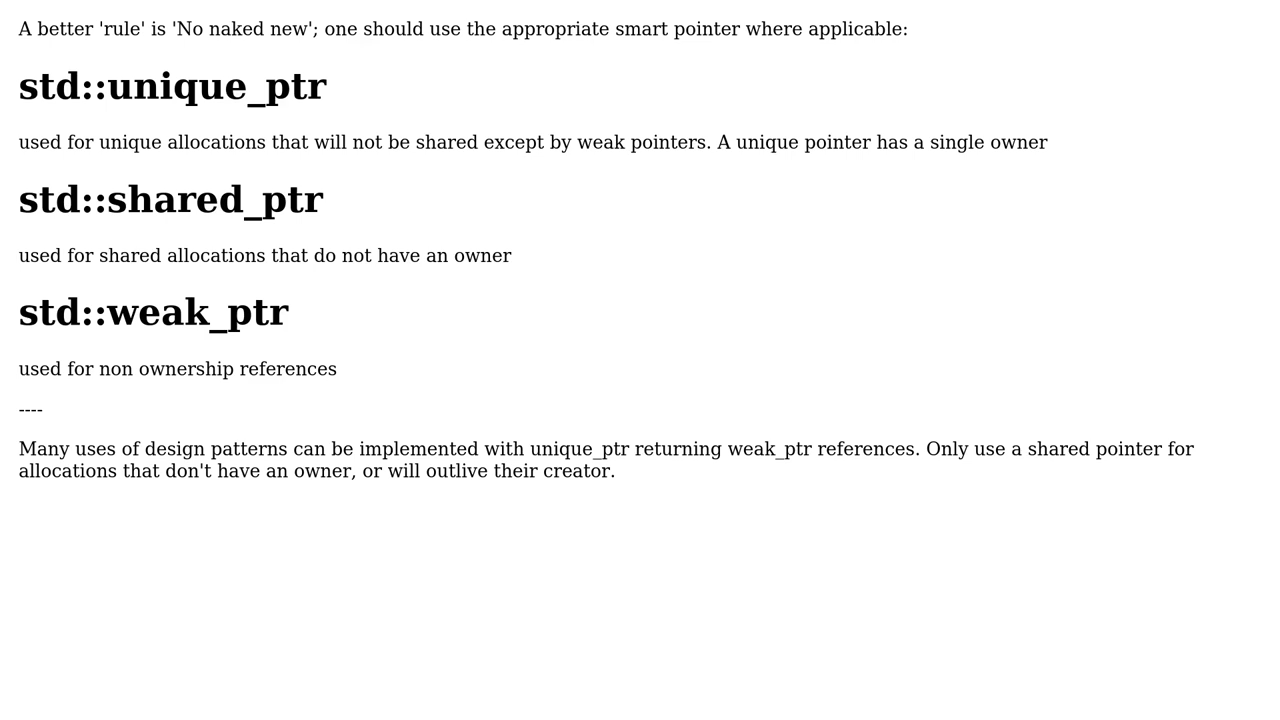 A better 'rule' is 'No naked new'; one should use the appropriate smart pointer where applicable:
std::unique_ptr
used for unique allocations that will not be shared except by weak pointers. A unique pointer has a single owner
std::shared_ptr
used for shared allocations that do not have an owner
std::weak_ptr
used for non ownership references
----
Many uses of design patterns can be implemented with unique_ptr returning weak_ptr references. Only use a shared pointer for
allocations that don't have an owner, or will outlive their creator.